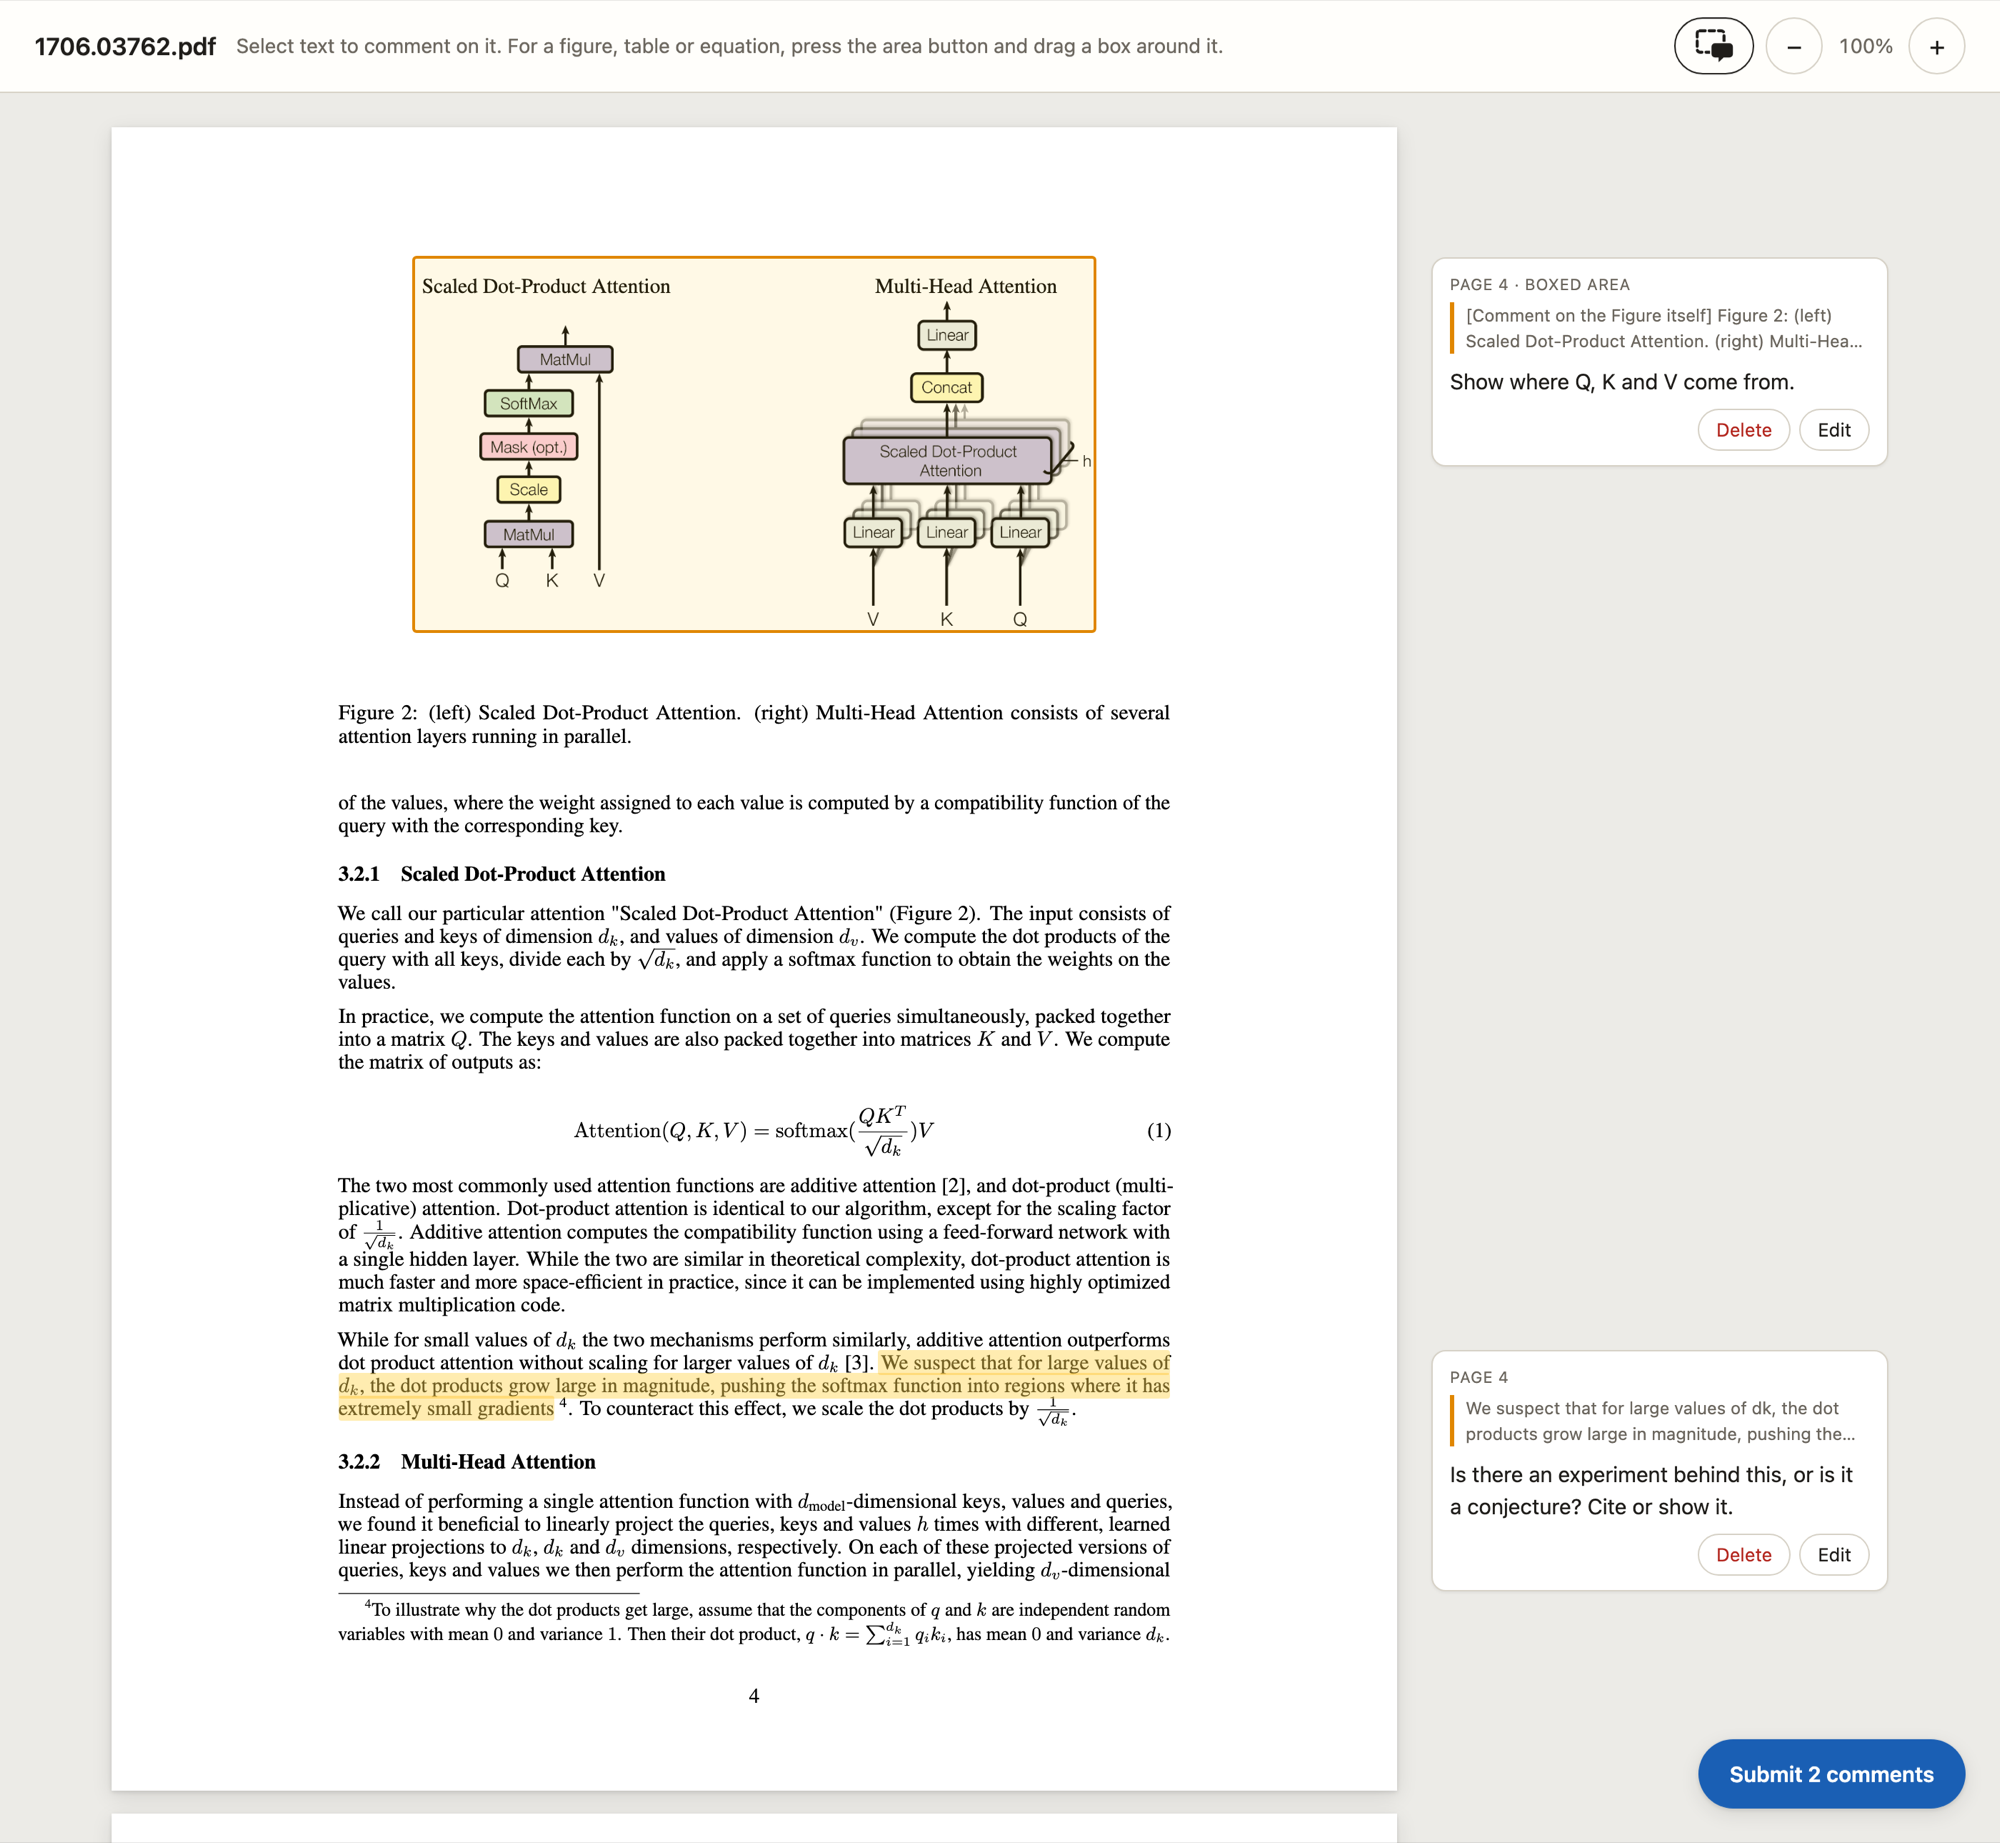 1706.03762.pdf Select text to comment on it. For a figure, table or equation, press the area button and drag a box around it.
− 100% +
Scaled Dot-Product Attention
MatMul
SoftMax
Mask (opt.)
Scale
MatMul
Q K V
Multi-Head Attention
Linear
Concat
Scaled Dot-Product
Attention
h
Linear Linear Linear
V K Q
Figure 2: (left) Scaled Dot-Product Attention. (right) Multi-Head Attention consists of several
attention layers running in parallel.
of the values, where the weight assigned to each value is computed by a compatibility function of the
query with the corresponding key.
3.2.1 Scaled Dot-Product Attention
We call our particular attention "Scaled Dot-Product Attention" (Figure 2). The input consists of
queries and keys of dimension dₖ, and values of dimension dᵥ. We compute the dot products of the
query with all keys, divide each by √dₖ, and apply a softmax function to obtain the weights on the
values.
In practice, we compute the attention function on a set of queries simultaneously, packed together
into a matrix Q. The keys and values are also packed together into matrices K and V. We compute
the matrix of outputs as:
Attention(Q, K, V) = softmax(QKᵀ/√dₖ)V (1)
The two most commonly used attention functions are additive attention [2], and dot-product (multi-
plicative) attention. Dot-product attention is identical to our algorithm, except for the scaling factor
of 1/√dₖ. Additive attention computes the compatibility function using a feed-forward network with
a single hidden layer. While the two are similar in theoretical complexity, dot-product attention is
much faster and more space-efficient in practice, since it can be implemented using highly optimized
matrix multiplication code.
While for small values of dₖ the two mechanisms perform similarly, additive attention outperforms
dot product attention without scaling for larger values of dₖ [3]. We suspect that for large values of
dₖ, the dot products grow large in magnitude, pushing the softmax function into regions where it has
extremely small gradients ⁴. To counteract this effect, we scale the dot products by 1/√dₖ.
3.2.2 Multi-Head Attention
Instead of performing a single attention function with d_model-dimensional keys, values and queries,
we found it beneficial to linearly project the queries, keys and values h times with different, learned
linear projections to dₖ, dₖ and dᵥ dimensions, respectively. On each of these projected versions of
queries, keys and values we then perform the attention function in parallel, yielding dᵥ-dimensional
⁴To illustrate why the dot products get large, assume that the components of q and k are independent random
variables with mean 0 and variance 1. Then their dot product, q · k = ∑ᵢ₌₁^dₖ qᵢkᵢ, has mean 0 and variance dₖ.
4
PAGE 4 · BOXED AREA
[Comment on the Figure itself] Figure 2: (left)
Scaled Dot-Product Attention. (right) Multi-Hea...
Show where Q, K and V come from.
Delete Edit
PAGE 4
We suspect that for large values of dk, the dot
products grow large in magnitude, pushing the...
Is there an experiment behind this, or is it
a conjecture? Cite or show it.
Delete Edit
Submit 2 comments